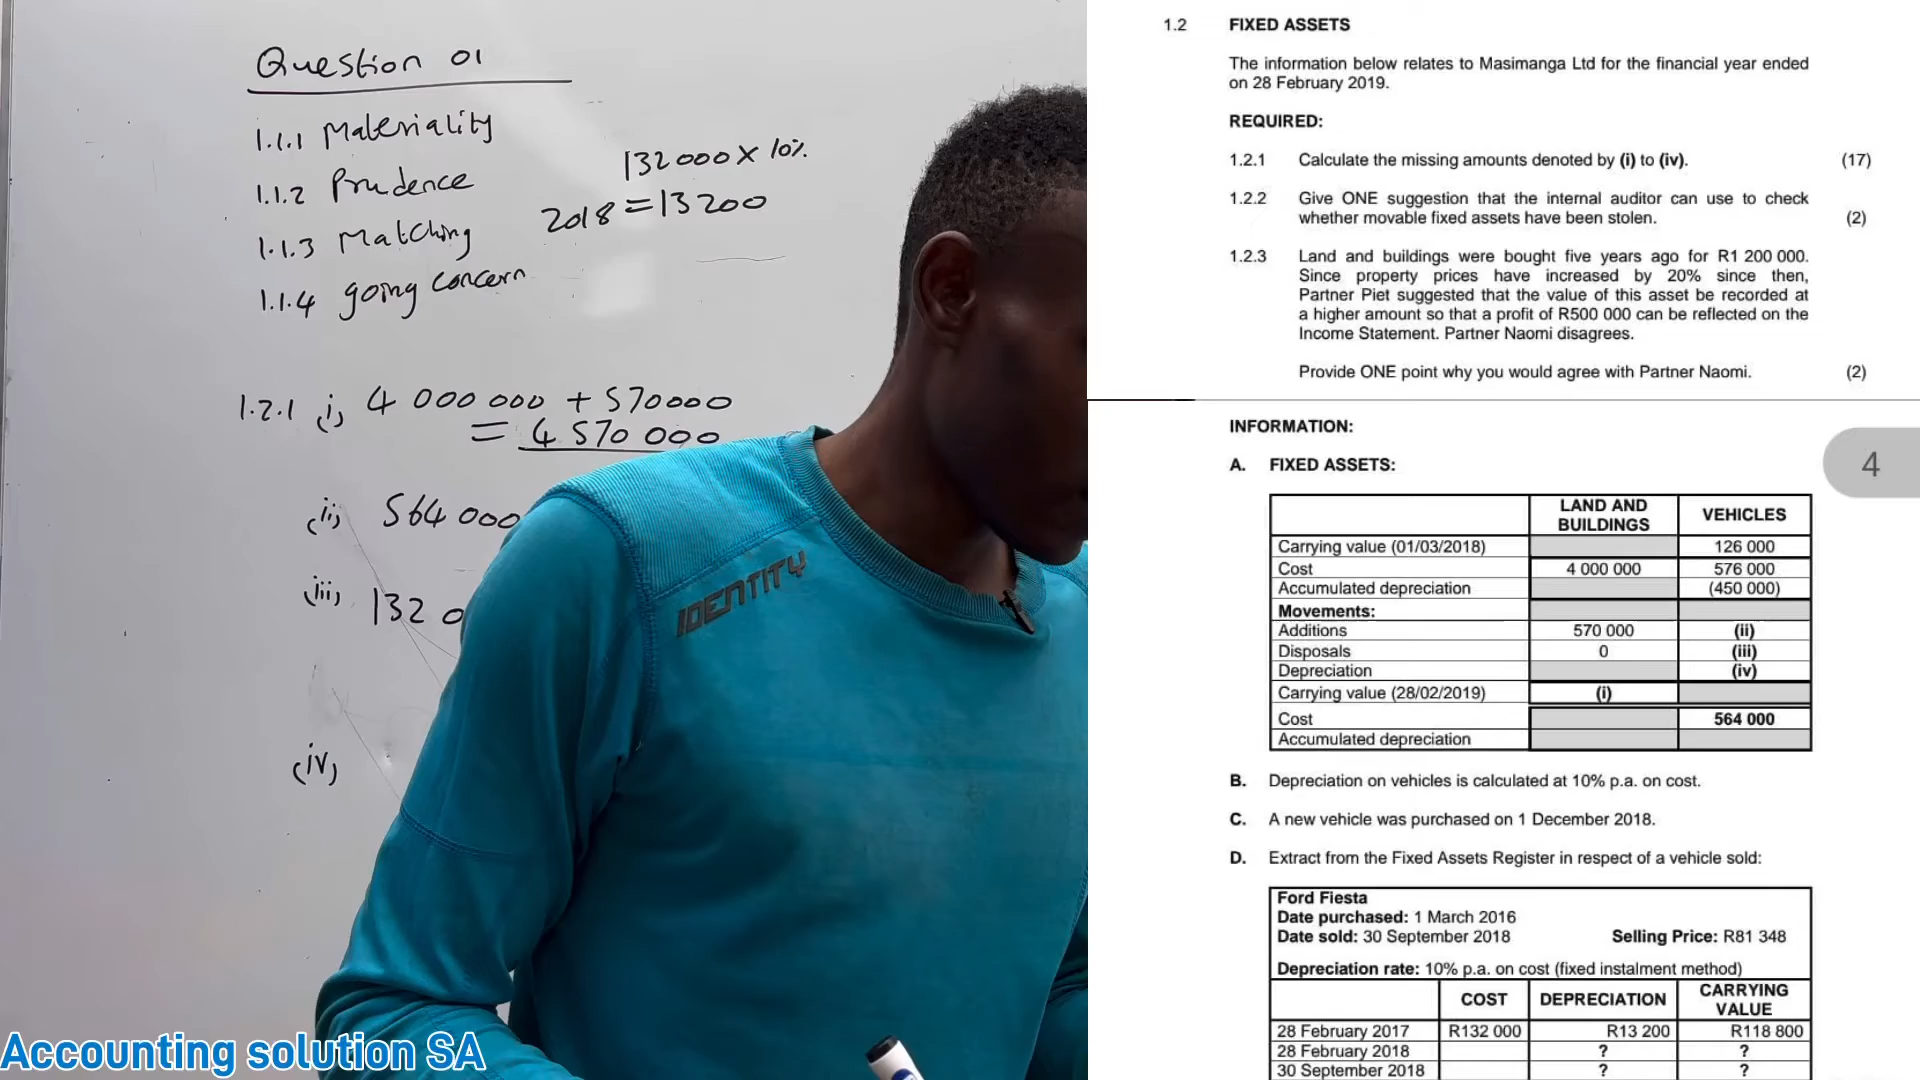 Question 01
1.1.1 Materiality
1.1.2 Prudence
1.1.3 Matching
1.1.4 going concern
132 000 x 10%
2018 = 13 200
1.2.1 (i) 4 000 000 + 570 000
= 4 570 000
(ii) 564 000
(iii) 132 0
(iv)
IDENTITY
Accounting solution SA
1.2 FIXED ASSETS
The information below relates to Masimanga Ltd for the financial year ended
on 28 February 2019.
REQUIRED:
1.2.1 Calculate the missing amounts denoted by (i) to (iv). (17)
1.2.2 Give ONE suggestion that the internal auditor can use to check
whether movable fixed assets have been stolen. (2)
1.2.3 Land and buildings were bought five years ago for R1 200 000.
Since property prices have increased by 20% since then,
Partner Piet suggested that the value of this asset be recorded at
a higher amount so that a profit of R500 000 can be reflected on the
Income Statement. Partner Naomi disagrees.
Provide ONE point why you would agree with Partner Naomi. (2)
INFORMATION:
4
A. FIXED ASSETS:
LAND AND BUILDINGS VEHICLES
Carrying value (01/03/2018) 126 000
Cost 4 000 000 576 000
Accumulated depreciation (450 000)
Movements:
Additions 570 000 (ii)
Disposals 0 (iii)
Depreciation (iv)
Carrying value (28/02/2019) (i)
Cost 564 000
Accumulated depreciation
B. Depreciation on vehicles is calculated at 10% p.a. on cost.
C. A new vehicle was purchased on 1 December 2018.
D. Extract from the Fixed Assets Register in respect of a vehicle sold:
Ford Fiesta
Date purchased: 1 March 2016
Date sold: 30 September 2018 Selling Price: R81 348
Depreciation rate: 10% p.a. on cost (fixed instalment method)
COST DEPRECIATION CARRYING VALUE
28 February 2017 R132 000 R13 200 R118 800
28 February 2018 ? ?
30 September 2018 ? ?